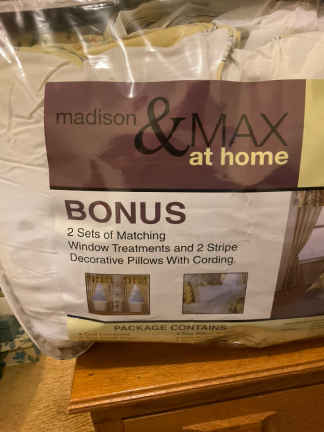 madison & MAX
at home
BONUS
2 Sets of Matching
Window Treatments and 2 Stripe
Decorative Pillows With Cording.
PACKAGE CONTAINS